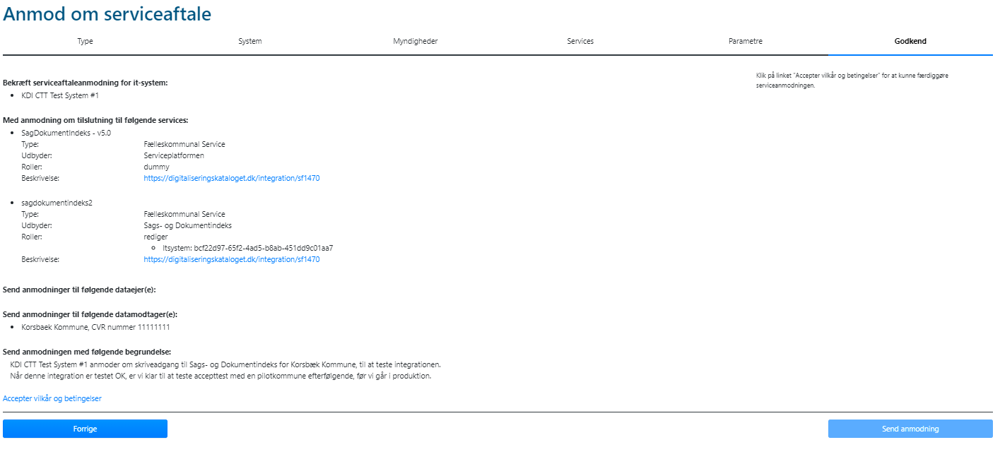 Anmod om serviceaftale
Type
System
Myndigheder
Services
Parametre
Godkend
Klik på linket "Accepter vilkår og betingelser" for at kunne færdiggøre
serviceanmodningen.
Bekræft serviceaftaleanmodning for it-system:
KDI CTT Test System #1
Med anmodning om tilslutning til følgende services:
SagDokumentIndeks - v5.0
Type: Fælleskommunal Service
Udbyder: Serviceplatformen
Roller: dummy
Beskrivelse: https://digitaliseringskataloget.dk/integration/sf1470
sagdokumentindeks2
Type: Fælleskommunal Service
Udbyder: Sags- og Dokumentindeks
Roller: rediger
Itsystem: bcf22d97-65f2-4ad5-b8ab-451dd9c01aa7
Beskrivelse: https://digitaliseringskataloget.dk/integration/sf1470
Send anmodninger til følgende dataejer(e):
Send anmodninger til følgende datamodtager(e):
Korsbaek Kommune, CVR nummer 11111111
Send anmodningen med følgende begrundelse:
KDI CTT Test System #1 anmoder om skriveadgang til Sags- og Dokumentindeks for Korsbæk Kommune, til at teste integrationen.
Når denne integration er testet OK, er vi klar til at teste accepttest med en pilotkommune efterfølgende, før vi går i produktion.
Accepter vilkår og betingelser
Forrige
Send anmodning